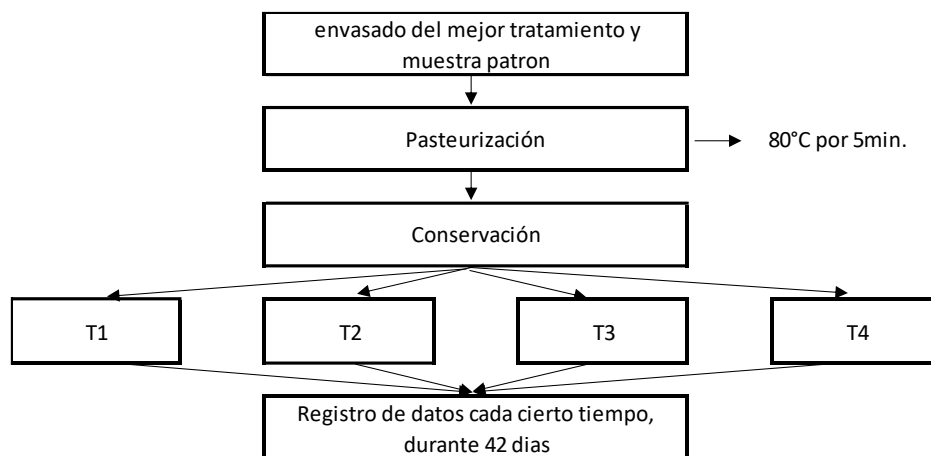 envasado del mejor tratamiento y
muestra patron
Pasteurización
80°C por 5min.
Conservación
T1
T2
T3
T4
Registro de datos cada cierto tiempo,
durante 42 dias